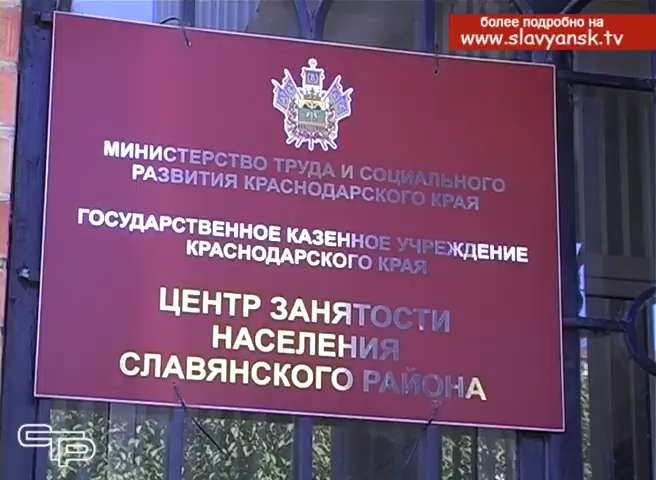 более подробно на
www.slavyansk.tv
МИНИСТЕРСТВО ТРУДА И СОЦИАЛЬНОГО
РАЗВИТИЯ КРАСНОДАРСКОГО КРАЯ
ГОСУДАРСТВЕННОЕ КАЗЕННОЕ УЧРЕЖДЕНИЕ
КРАСНОДАРСКОГО КРАЯ
ЦЕНТР ЗАНЯТОСТИ
НАСЕЛЕНИЯ
СЛАВЯНСКОГО РАЙОНА